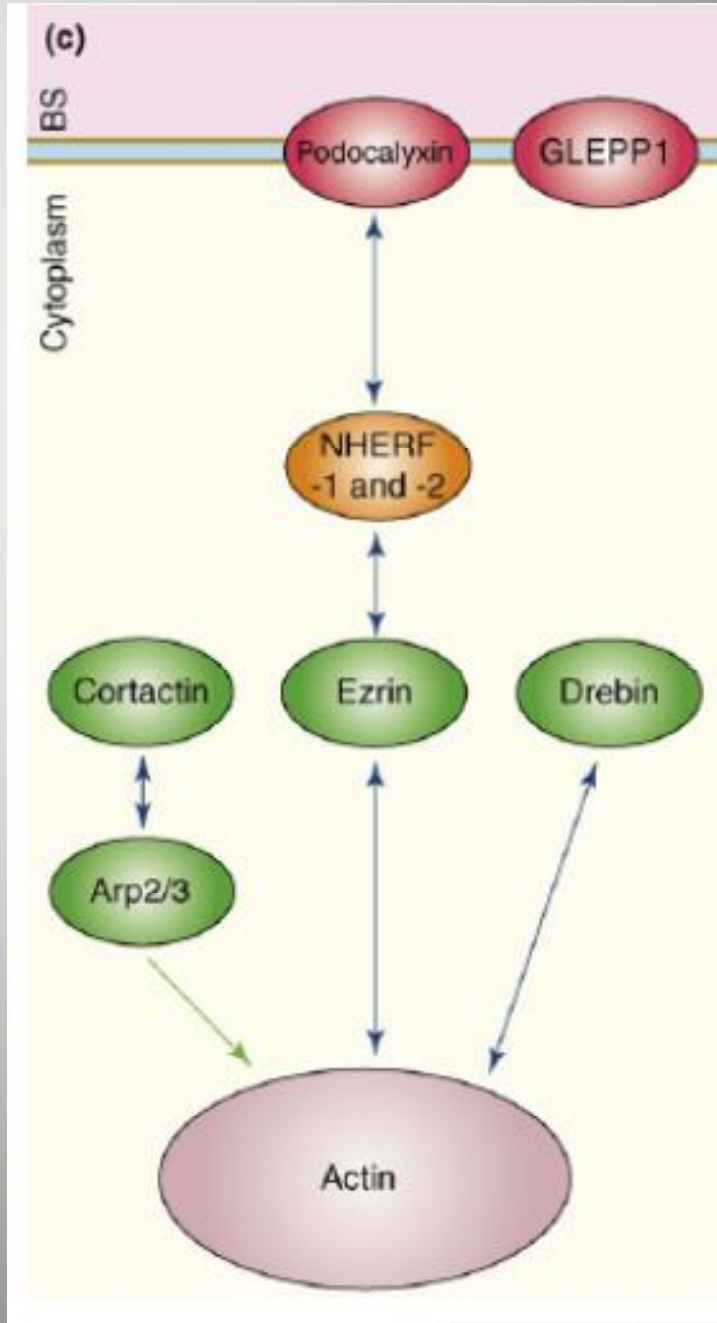 (c)
BS
Podocalyxin
GLEPP1
Cytoplasm
NHERF
-1 and -2
Cortactin
Ezrin
Drebin
Arp2/3
Actin